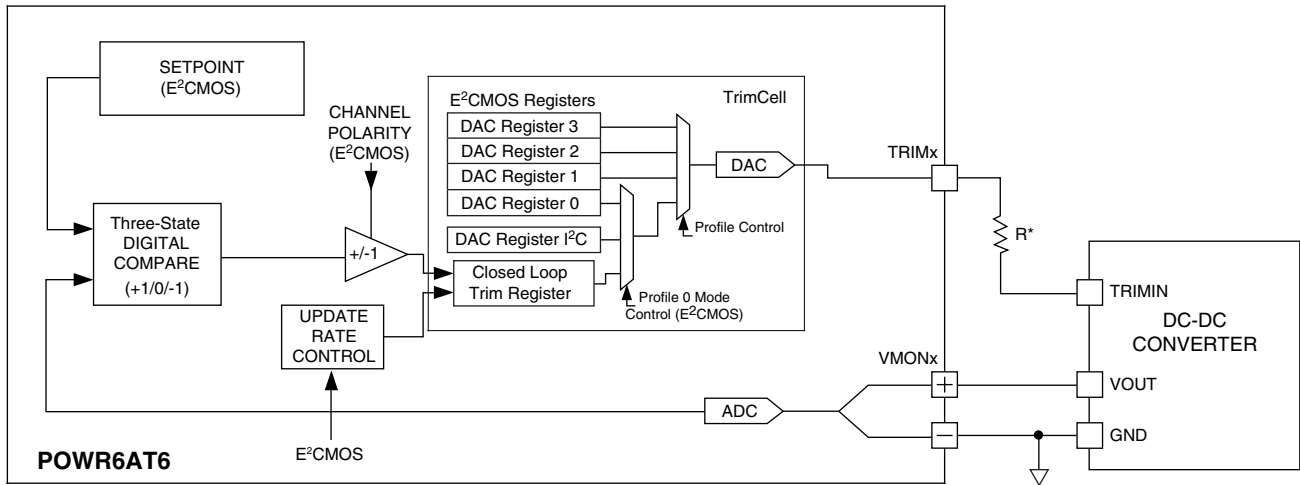 SETPOINT
(E²CMOS)
CHANNEL
POLARITY
(E²CMOS)
E²CMOS Registers
TrimCell
DAC Register 3
DAC Register 2
DAC Register 1
DAC Register 0
DAC Register I²C
Closed Loop
Trim Register
DAC
Profile Control
Profile 0 Mode
Control (E²CMOS)
TRIMx
R*
Three-State
DIGITAL
COMPARE
(+1/0/-1)
+/-1
UPDATE
RATE
CONTROL
E²CMOS
ADC
VMONx
+
–
TRIMIN
DC-DC
CONVERTER
VOUT
GND
POWR6AT6